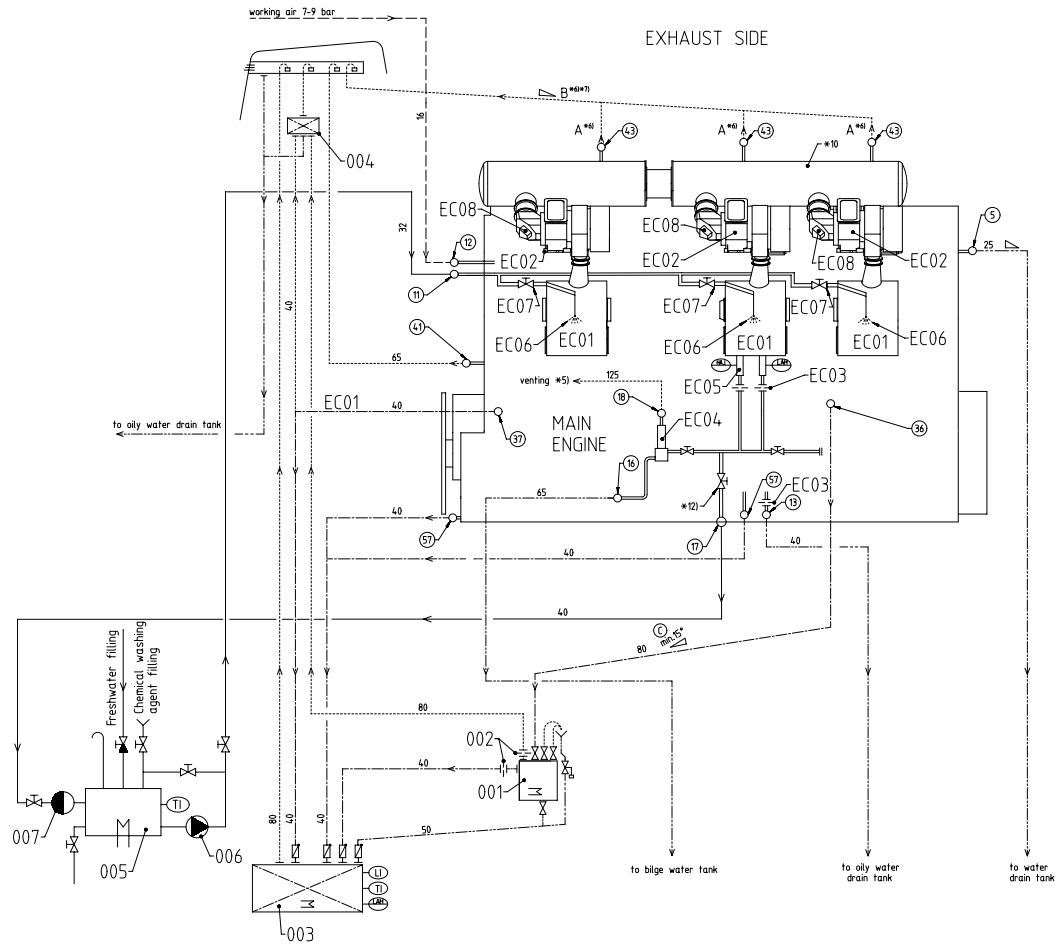 working air 7-9 bar
EXHAUST SIDE
B*6)*7)
16
A*6)
43
A*6)
43
A*6)
43
004
*10
EC08
EC08
EC08
EC02
EC02
EC02
5
25
32
12
11
40
EC07
EC07
EC07
EC06
EC01
EC06
EC01
EC06
EC01
41
65
HAJ
LAH
EC05
EC03
venting *5)
125
18
EC01
40
37
MAIN
ENGINE
EC04
36
to oily water drain tank
16
65
*12)
57
EC03
13
40
57
17
40
40
40
C
min.15°
80
Freshwater filling
Chemical washing
agent filling
80
002
40
001
TI
007
005
006
80
40
40
50
LI
TI
LAH
003
to bilge water tank
to oily water
drain tank
to water
drain tank